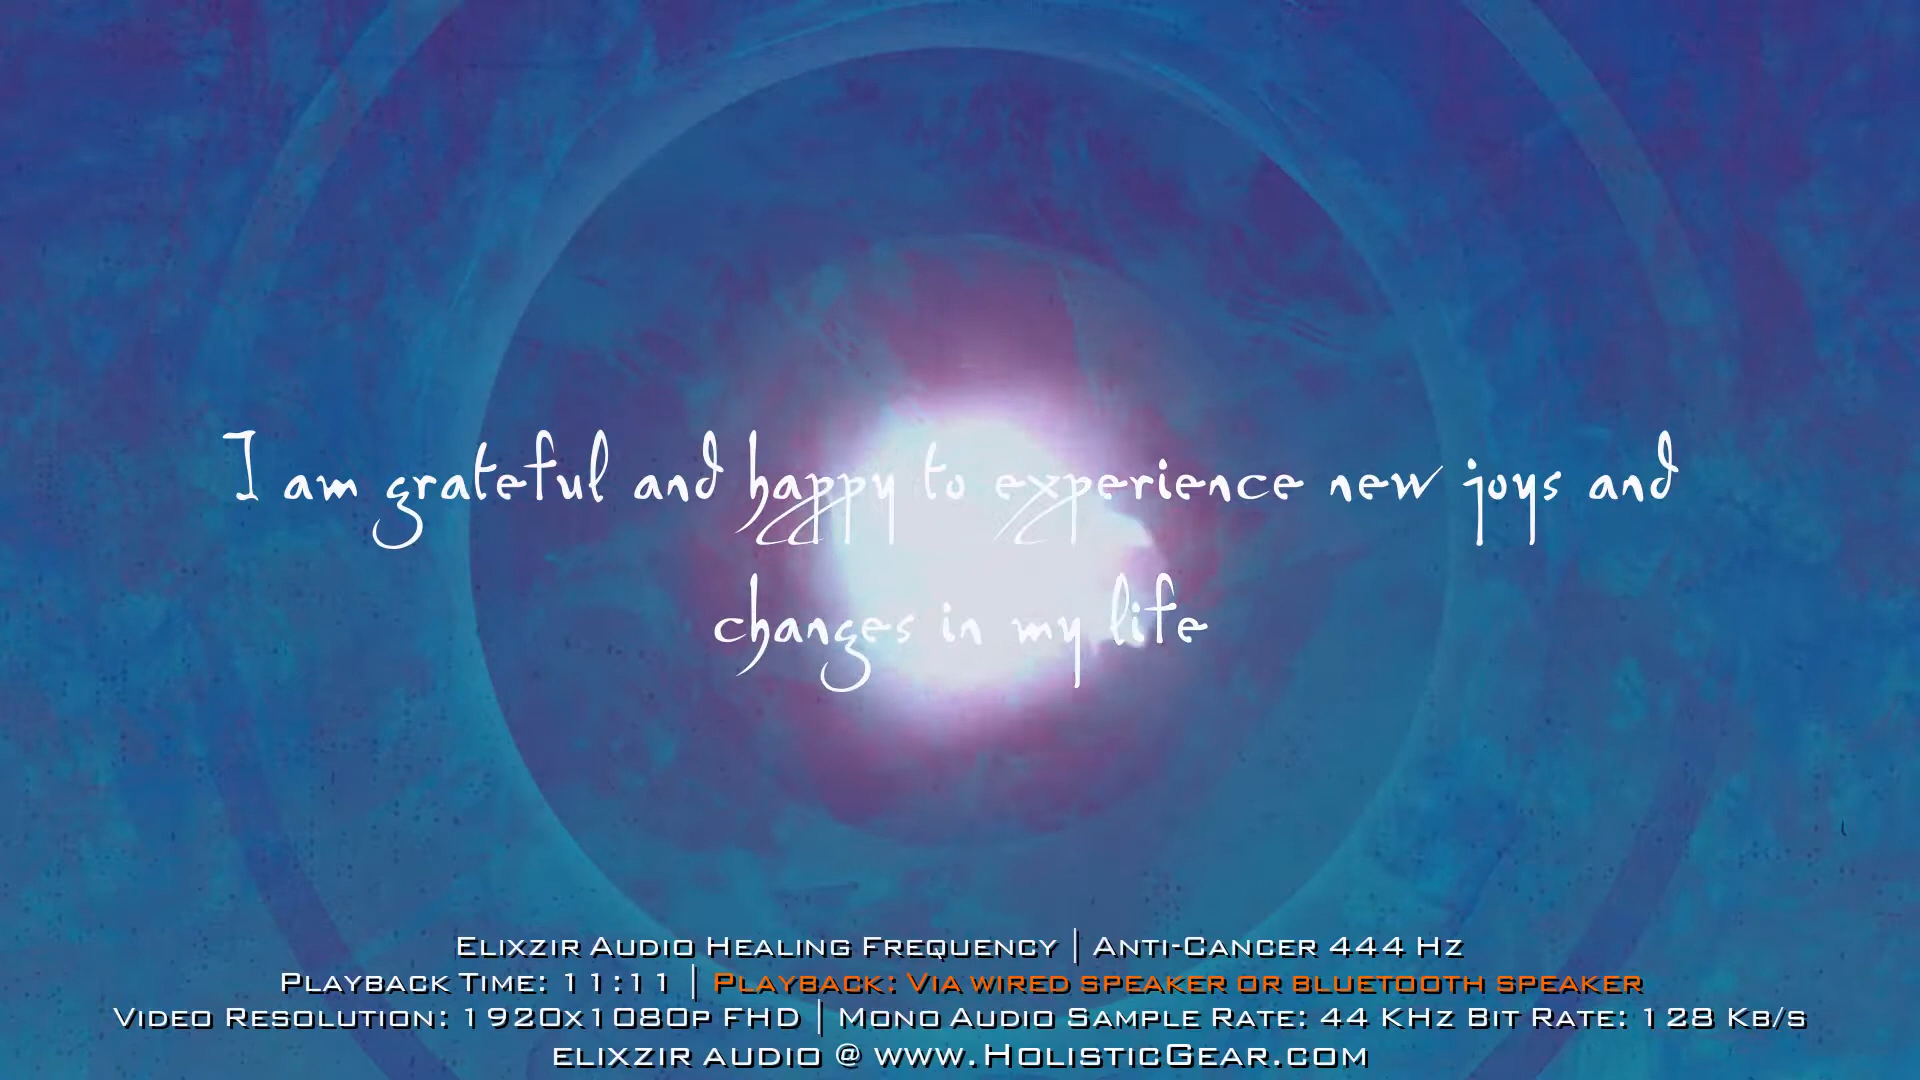 I am grateful and happy to experience new joys and
changes in my life
Elixzir Audio Healing Frequency | Anti-Cancer 444 Hz
Playback Time: 11:11 | Playback: Via wired speaker or bluetooth speaker
Video Resolution: 1920x1080p FHD | Mono Audio Sample Rate: 44 KHz Bit Rate: 128 Kb/s
elixzir audio @ www.HolisticGear.com